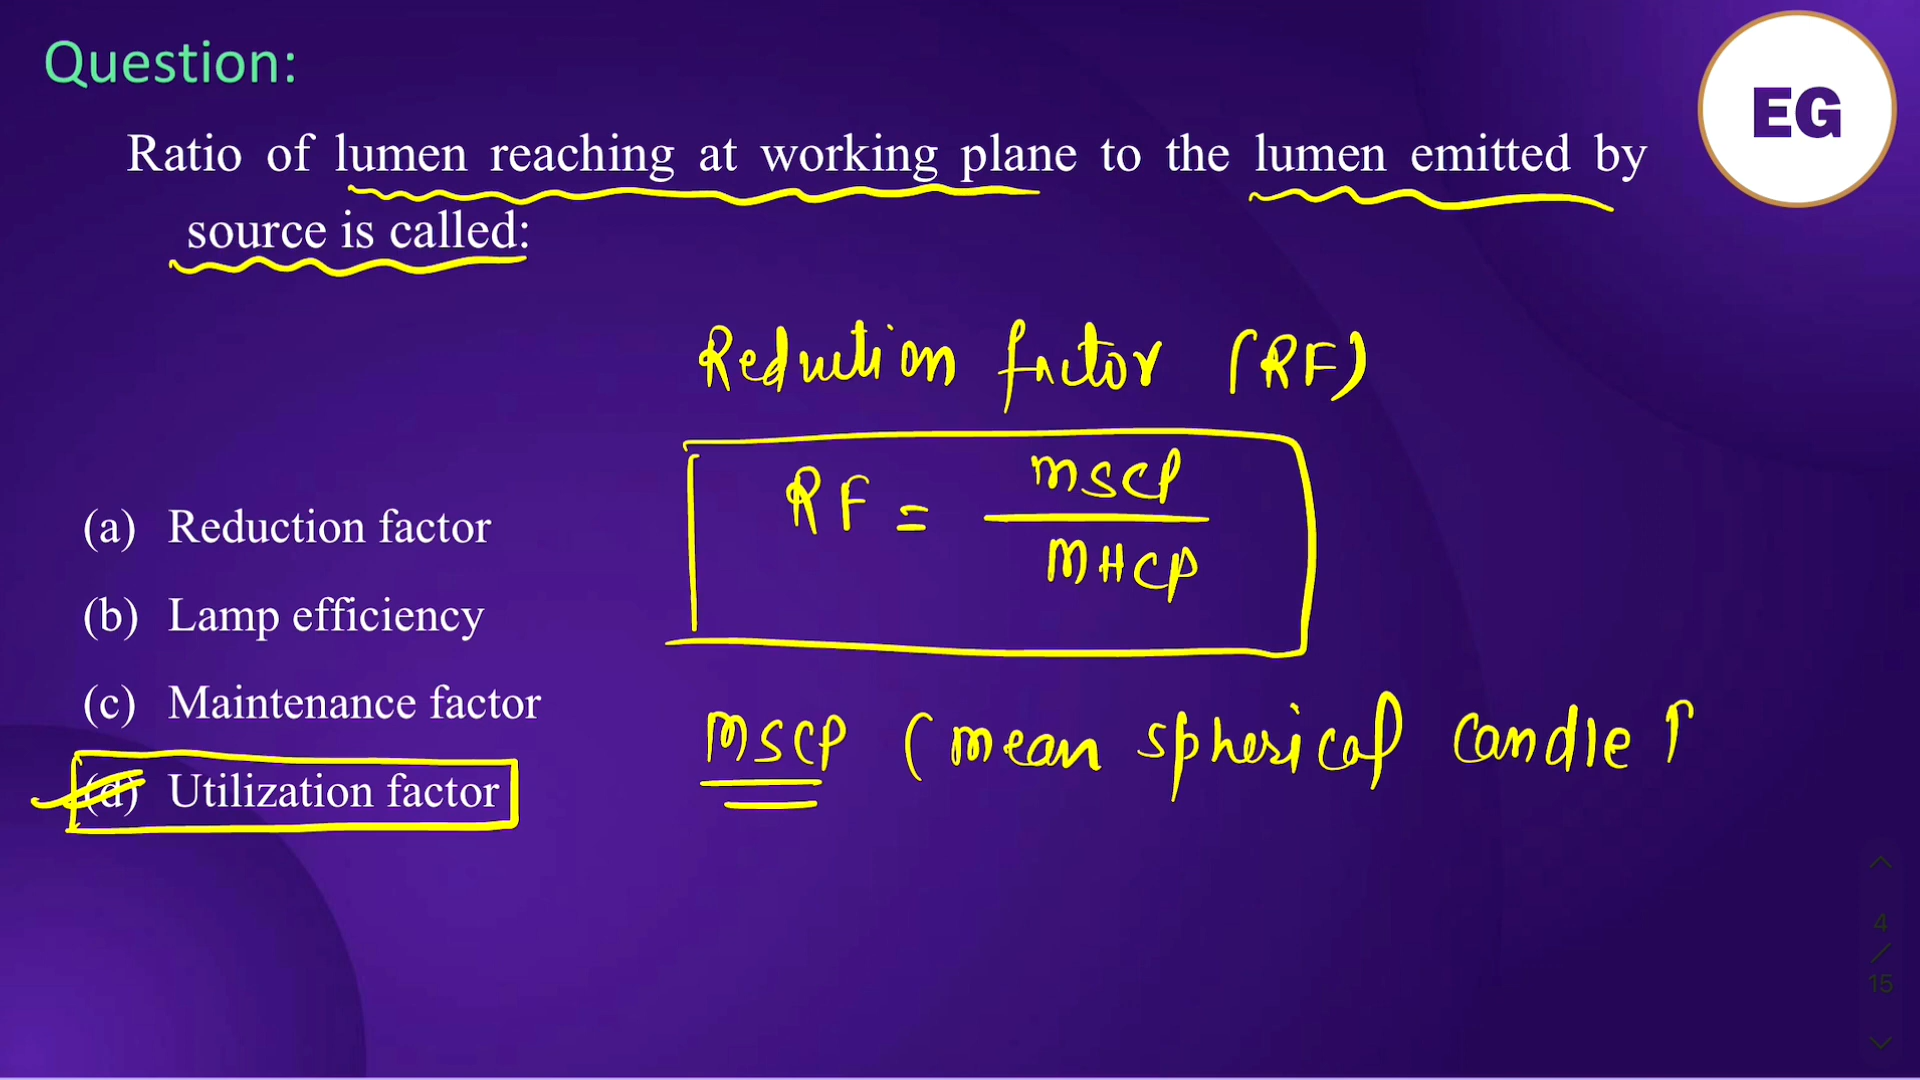 Question:
EG
Ratio of lumen reaching at working plane to the lumen emitted by
source is called:
Reduction factor (RF)
RF = MSCP
MHCP
(a) Reduction factor
(b) Lamp efficiency
(c) Maintenance factor
(d) Utilization factor
MSCP (mean spherical candle
4
/
15